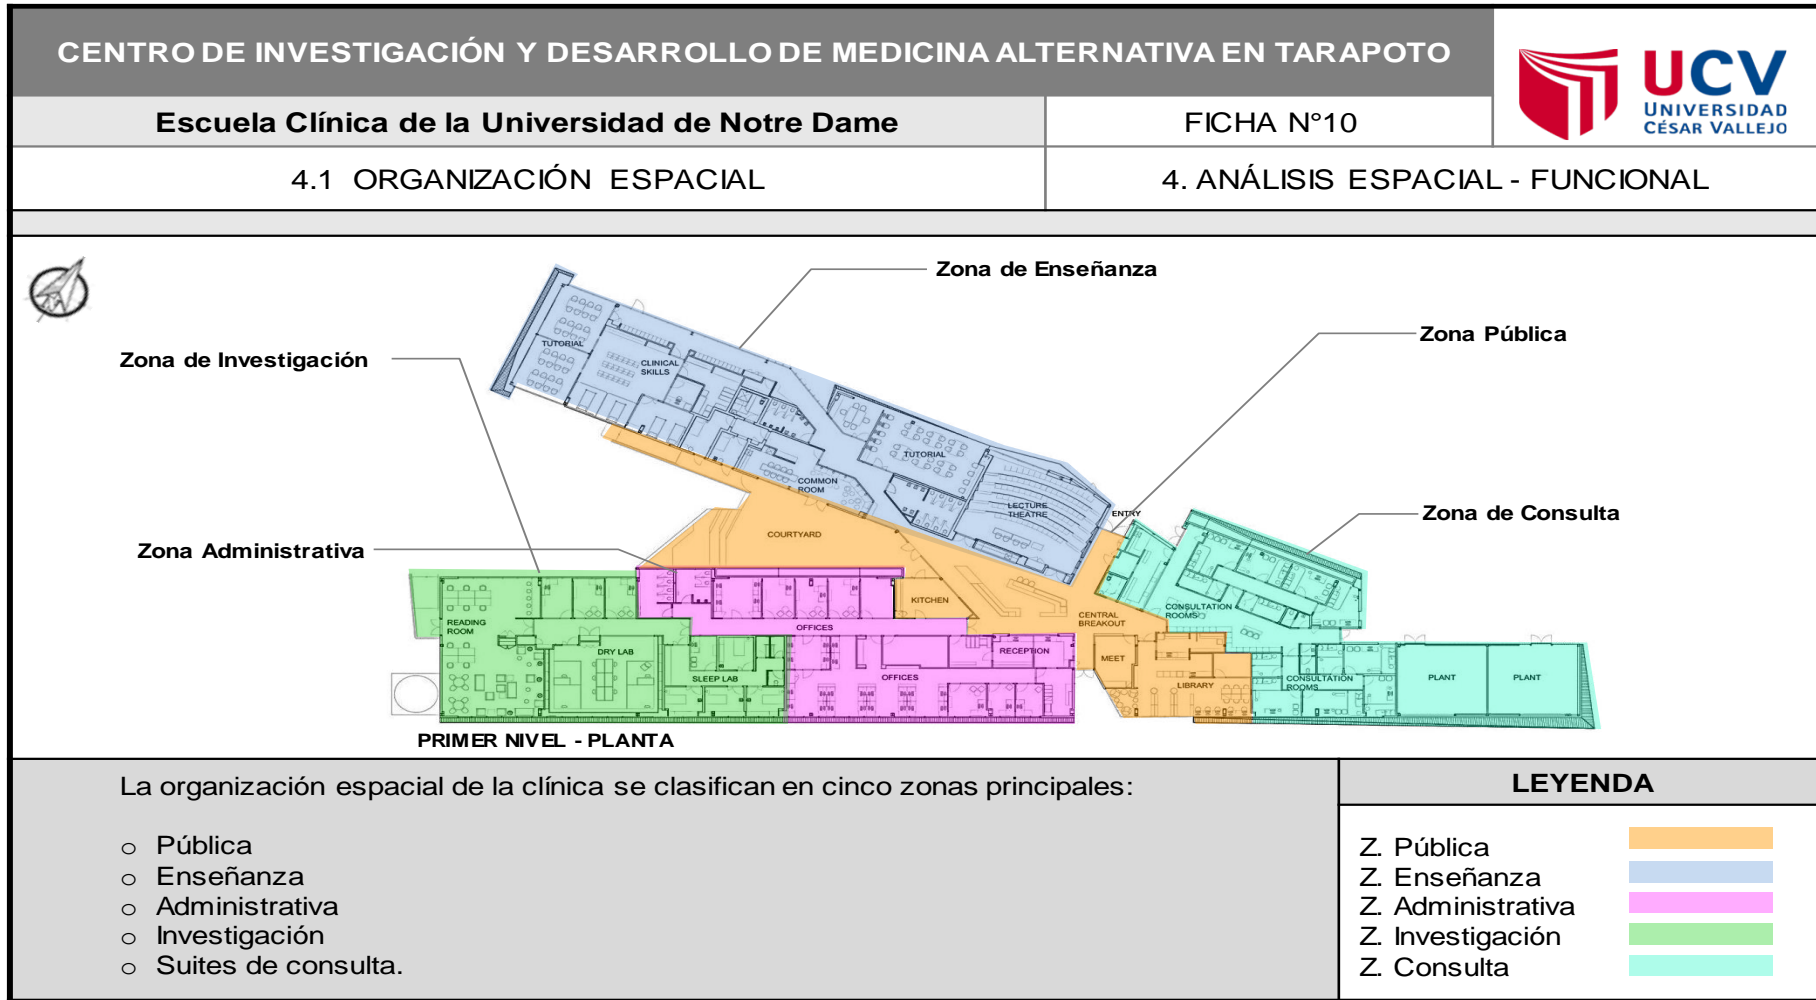 CENTRO DE INVESTIGACIÓN Y DESARROLLO DE MEDICINA ALTERNATIVA EN TARAPOTO
UCV
UNIVERSIDAD
CÉSAR VALLEJO
Escuela Clínica de la Universidad de Notre Dame
FICHA N°10
4.1 ORGANIZACIÓN ESPACIAL
4. ANÁLISIS ESPACIAL - FUNCIONAL
Zona de Enseñanza
Zona Pública
Zona de Investigación
Zona de Consulta
Zona Administrativa
TUTORIAL
CLINICAL
SKILLS
TUTORIAL
COMMON
ROOM
LECTURE
THEATRE
ENTRY
COURTYARD
KITCHEN
CENTRAL
BREAKOUT
CONSULTATION
ROOMS
READING
ROOM
OFFICES
DRY LAB
SLEEP LAB
OFFICES
RECEPTION
MEET
LIBRARY
CONSULTATION
ROOMS
PLANT
PLANT
PRIMER NIVEL - PLANTA
La organización espacial de la clínica se clasifican en cinco zonas principales:
o Pública
o Enseñanza
o Administrativa
o Investigación
o Suites de consulta.
LEYENDA
Z. Pública
Z. Enseñanza
Z. Administrativa
Z. Investigación
Z. Consulta